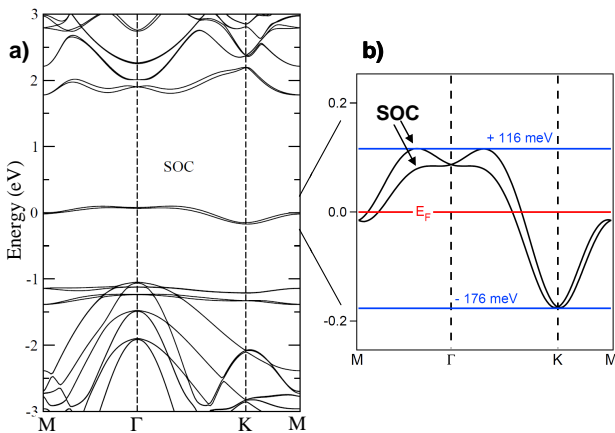 a)
Energy (eV)
3
2
1
0
-1
-2
-3
SOC
M
Γ
K
M
b)
0.2
0.0
-0.2
SOC
+ 116 meV
E_F
- 176 meV
M
Γ
K
M